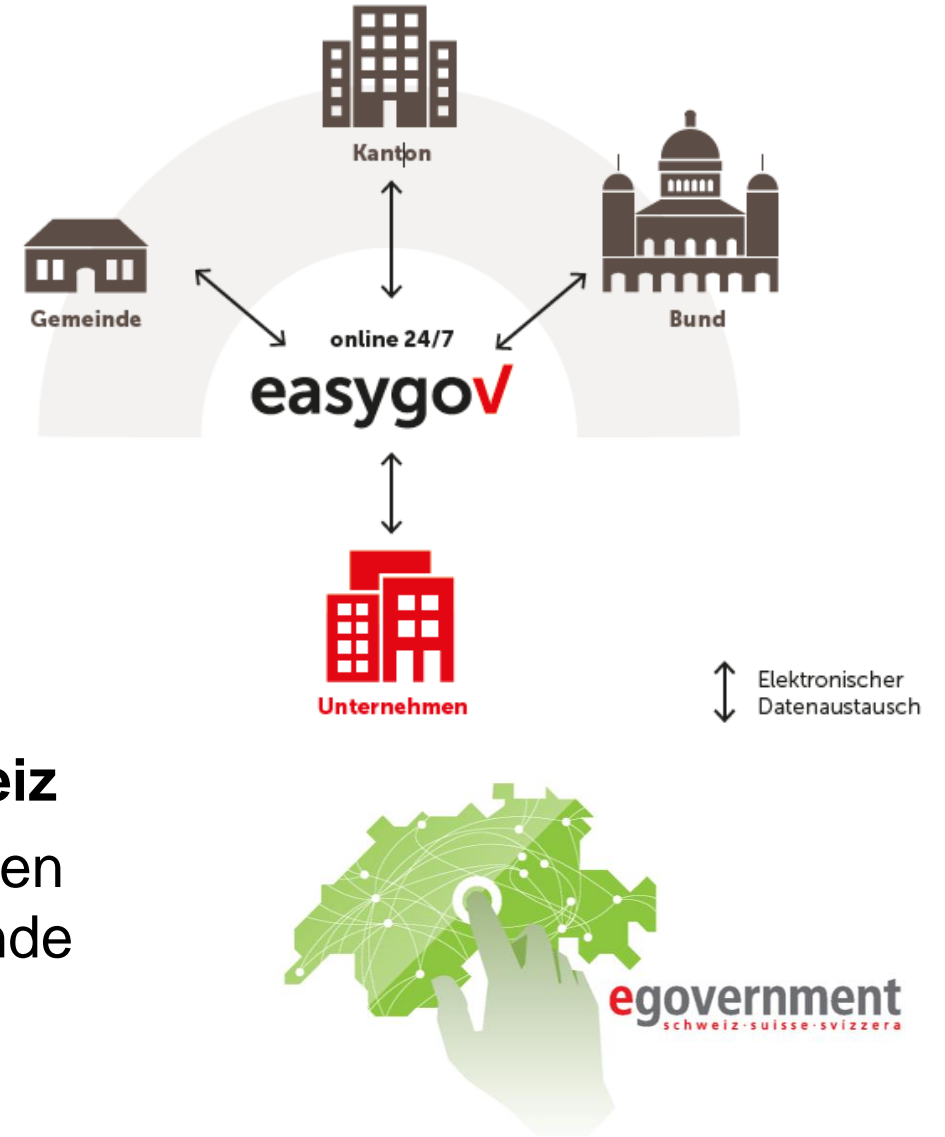 Kanton
Gemeinde
Bund
online 24/7
easygov
Unternehmen
Elektronischer
Datenaustausch
eiz
en
nde
egovernment
schweiz·suisse·svizzera